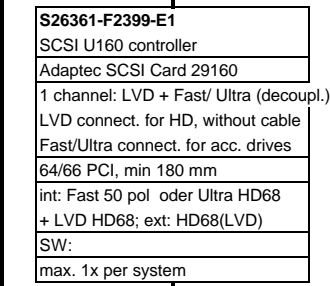 S26361-F2399-E1
SCSI U160 controller
Adaptec SCSI Card 29160
1 channel: LVD + Fast/ Ultra (decoupl.)
LVD connect. for HD, without cable
Fast/Ultra connect. for acc. drives
64/66 PCI, min 180 mm
int: Fast 50 pol  oder Ultra HD68
+ LVD HD68; ext: HD68(LVD)
SW:
max. 1x per system